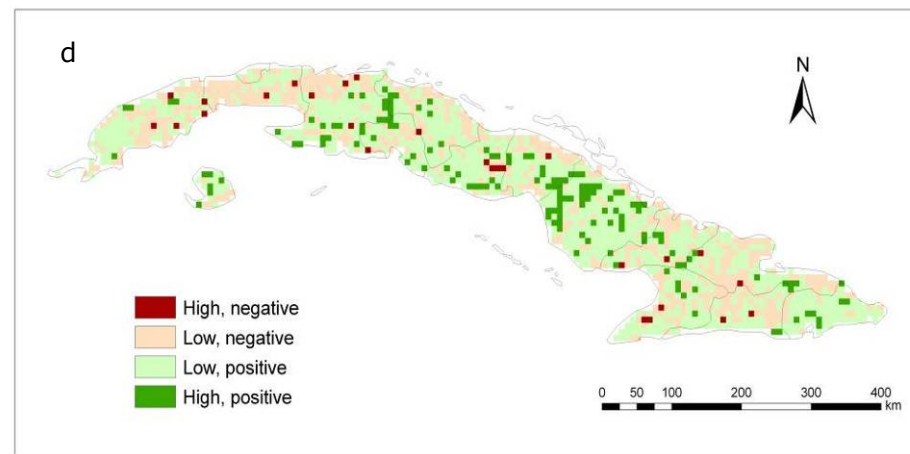 d
N
High, negative
Low, negative
Low, positive
High, positive
0 50 100 200 300 400
km